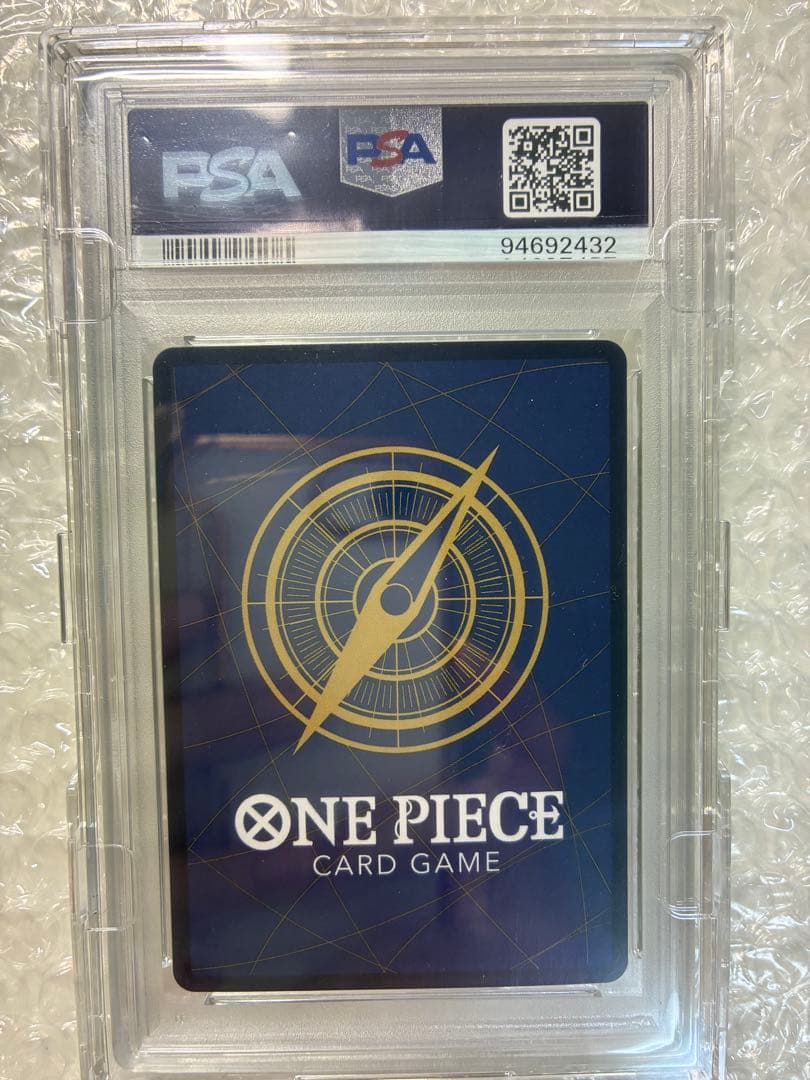 PSA
PSA
94692432
ONE PIECE
CARD GAME